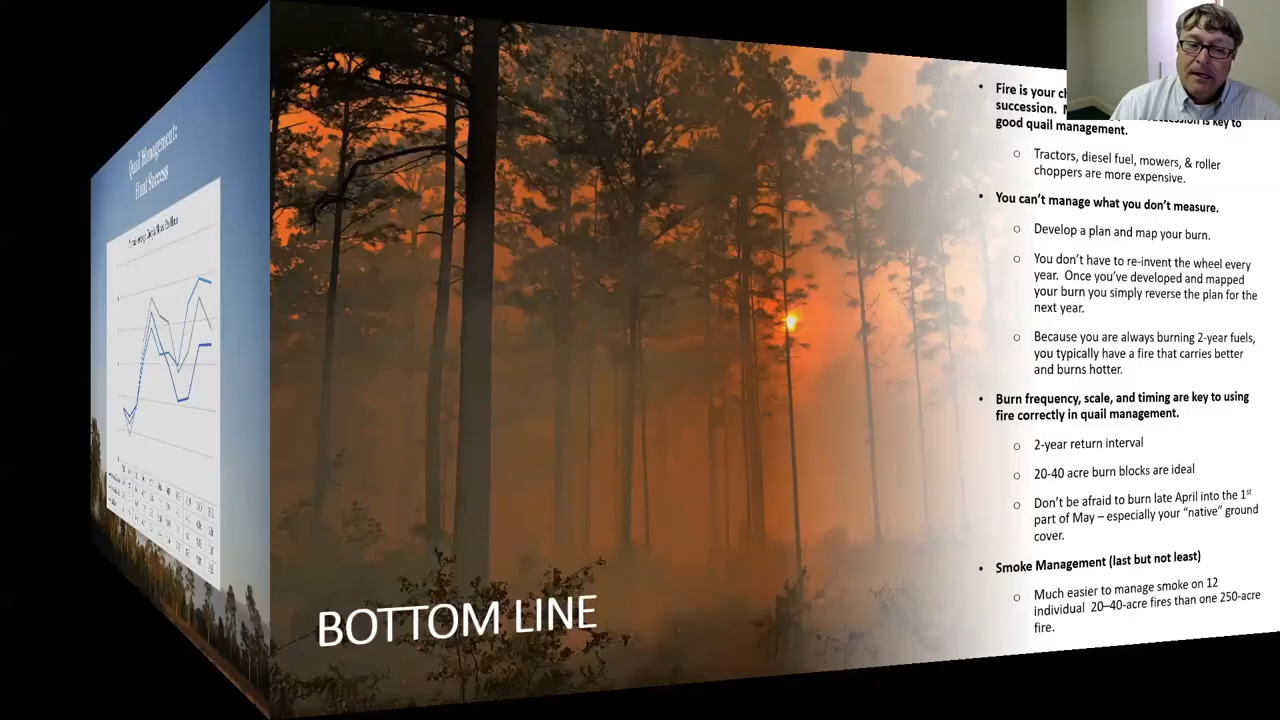 Quail Management:
Hunt Success
BOTTOM LINE
• Fire is your
succession.
succession is key to
good quail management.
o Tractors, diesel fuel, mowers, & roller
choppers are more expensive.
• You can’t manage what you don’t measure.
o Develop a plan and map your burn.
o You don’t have to re-invent the wheel every
year. Once you’ve developed and mapped
your burn you simply reverse the plan for the
next year.
o Because you are always burning 2-year fuels,
you typically have a fire that carries better
and burns hotter.
• Burn frequency, scale, and timing are key to using
fire correctly in quail management.
o 2-year return interval
o 20-40 acre burn blocks are ideal
o Don’t be afraid to burn late April into the 1st
part of May – especially your “native” ground
cover.
• Smoke Management (last but not least)
o Much easier to manage smoke on 12
individual 20–40-acre fires than one 250-acre
fire.